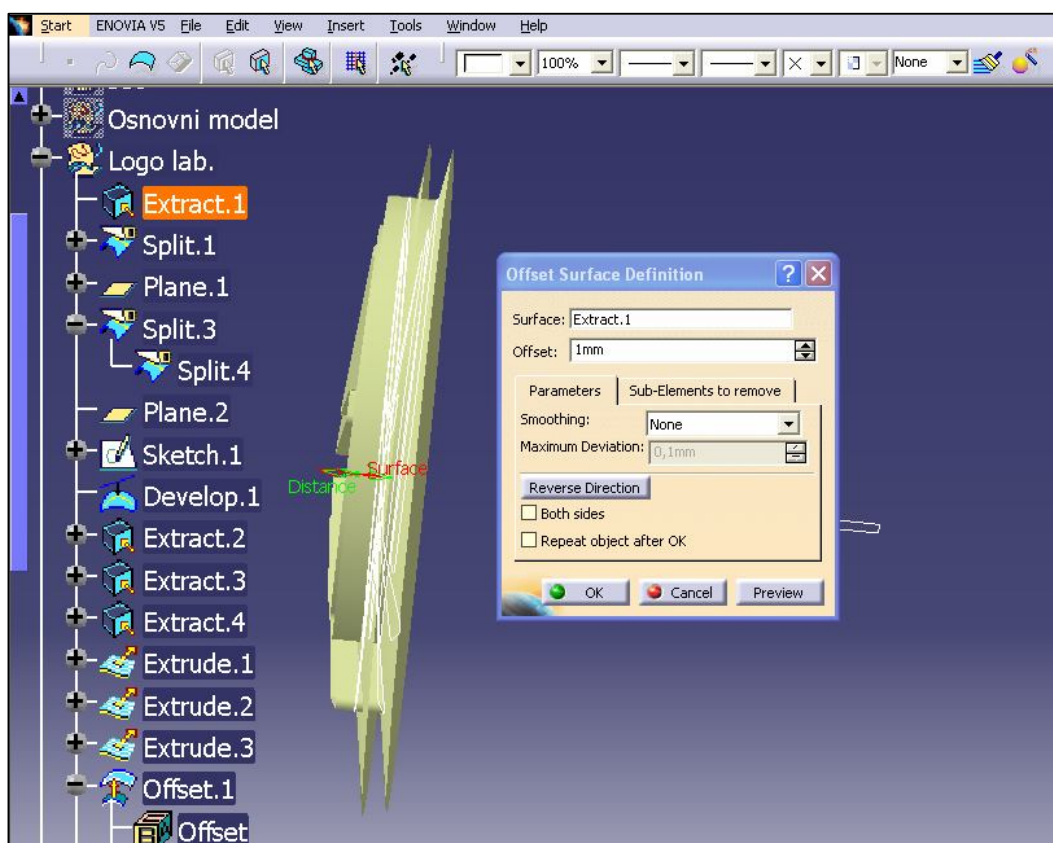 Start ENOVIA V5 File Edit View Insert Tools Window Help
100% None
Osnovni model
Logo lab.
Extract.1
Split.1
Plane.1
Split.3
Split.4
Plane.2
Sketch.1
Develop.1
Extract.2
Extract.3
Extract.4
Extrude.1
Extrude.2
Extrude.3
Offset.1
Offset
Surface
Distance
Offset Surface Definition
Surface: Extract.1
Offset: 1mm
Parameters Sub-Elements to remove
Smoothing: None
Maximum Deviation: 0,1mm
Reverse Direction
Both sides
Repeat object after OK
OK Cancel Preview